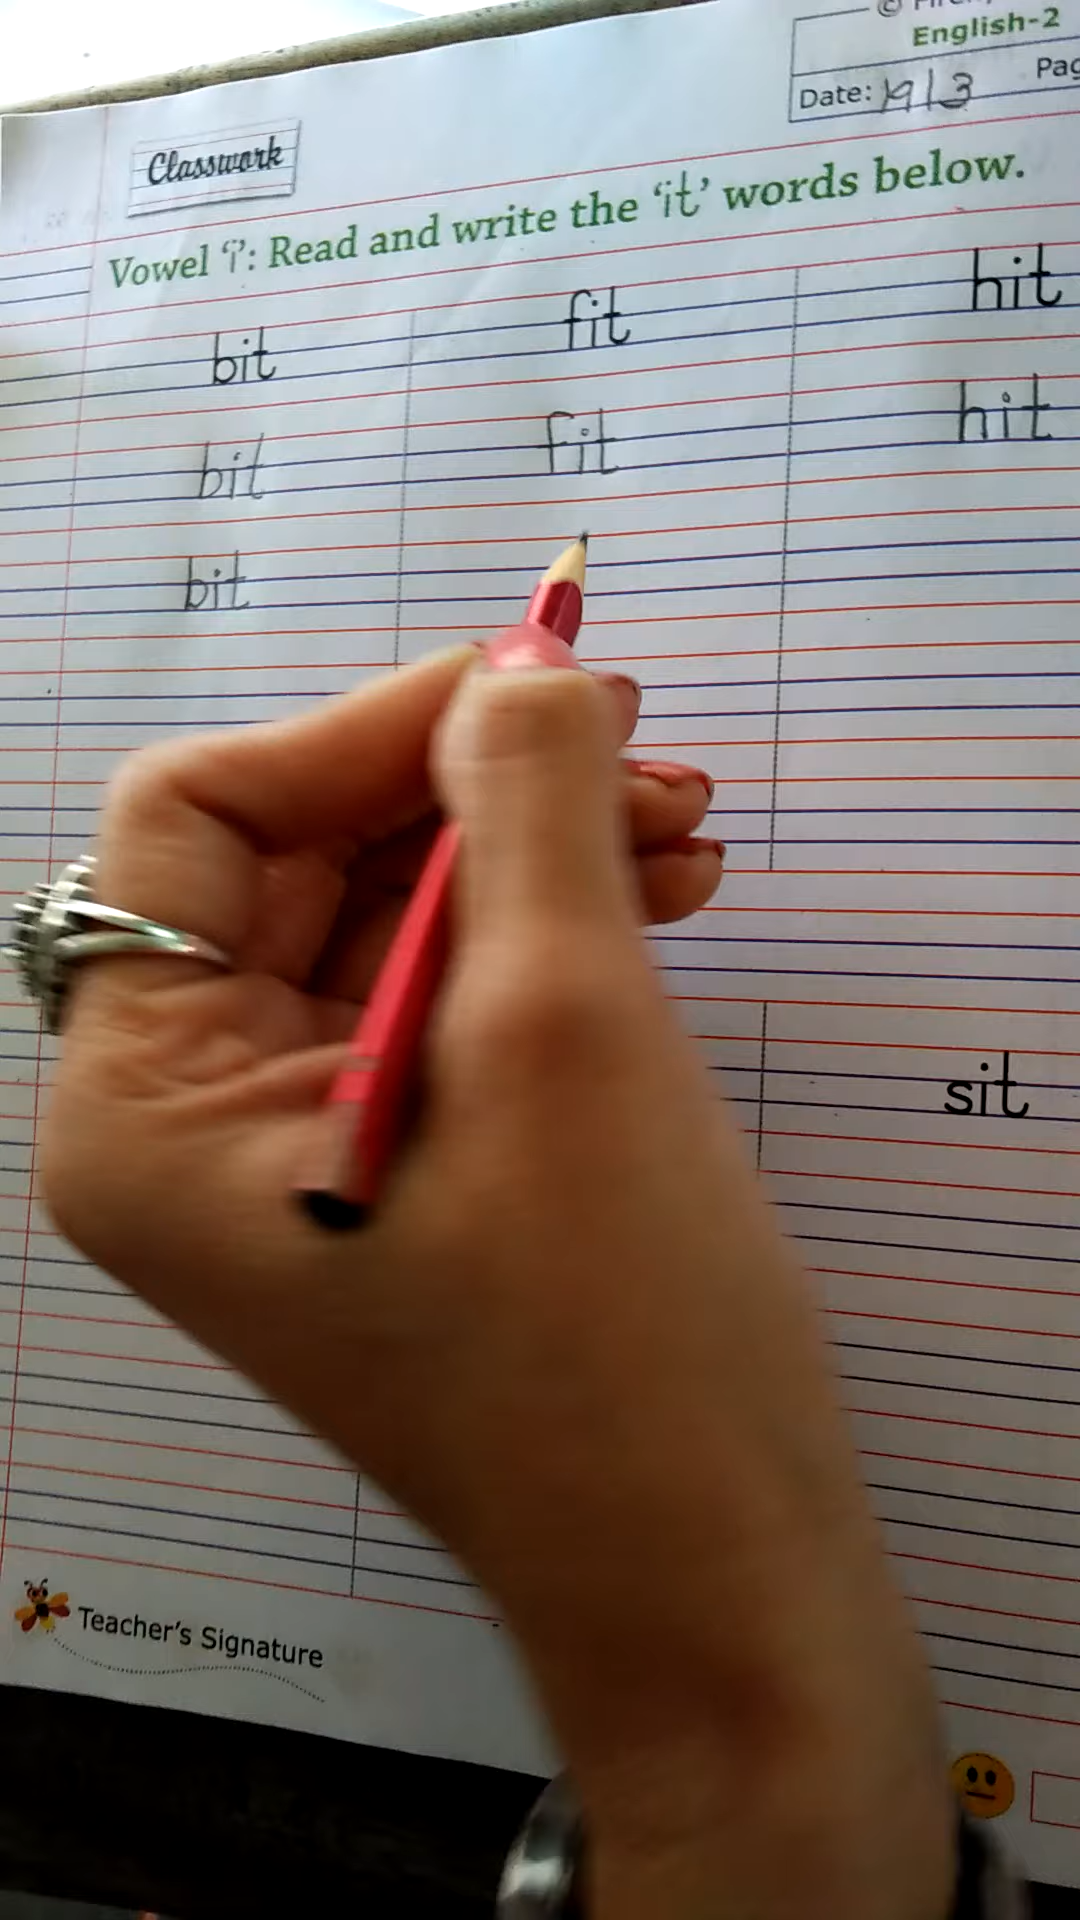 English-2
Date: 19/3
Classwork
Vowel 'i': Read and write the 'it' words below.
bit fit hit
bit fit hit
bit
sit
Teacher's Signature